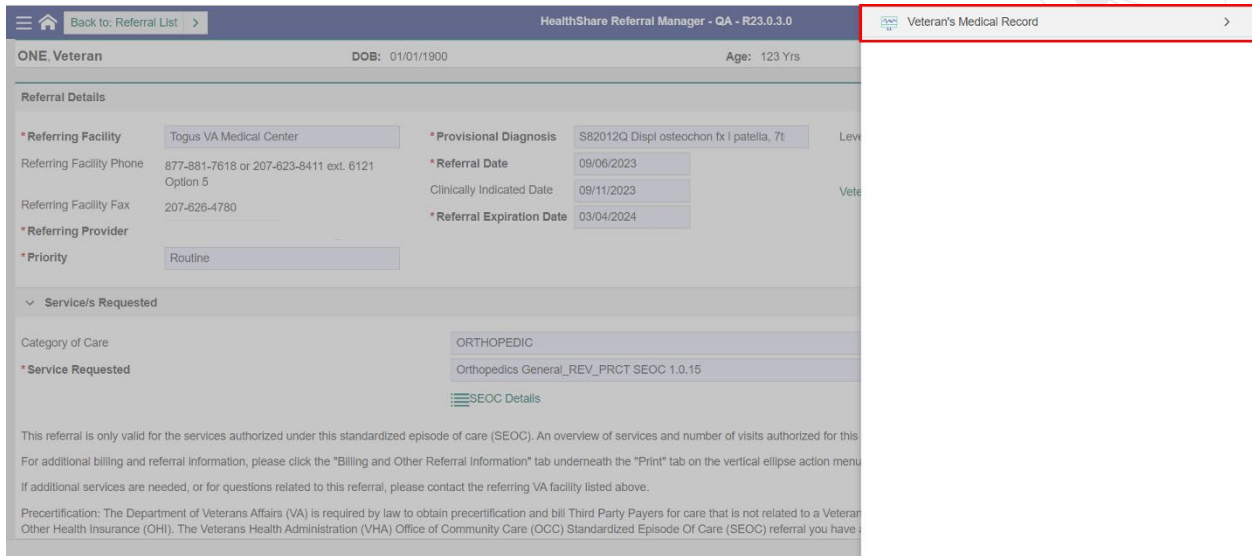 Back to: Referral List >
HealthShare Referral Manager - QA - R23.0.3.0
Veteran's Medical Record
ONE, Veteran DOB: 01/01/1900 Age: 123 Yrs
Referral Details
*Referring Facility Togus VA Medical Center *Provisional Diagnosis S82012Q Displ osteochon fx l patella, 7t Leve
Referring Facility Phone 877-881-7618 or 207-623-8411 ext. 6121 *Referral Date 09/06/2023
Option 5 Clinically Indicated Date 09/11/2023 Vete
Referring Facility Fax 207-626-4780 *Referral Expiration Date 03/04/2024
*Referring Provider
*Priority Routine
Service/s Requested
Category of Care ORTHOPEDIC
*Service Requested Orthopedics General_REV_PRCT SEOC 1.0.15
SEOC Details
This referral is only valid for the services authorized under this standardized episode of care (SEOC). An overview of services and number of visits authorized for this
For additional billing and referral information, please click the "Billing and Other Referral Information" tab underneath the "Print" tab on the vertical ellipse action menu
If additional services are needed, or for questions related to this referral, please contact the referring VA facility listed above.
Precertification: The Department of Veterans Affairs (VA) is required by law to obtain precertification and bill Third Party Payers for care that is not related to a Veteran
Other Health Insurance (OHI). The Veterans Health Administration (VHA) Office of Community Care (OCC) Standardized Episode Of Care (SEOC) referral you have